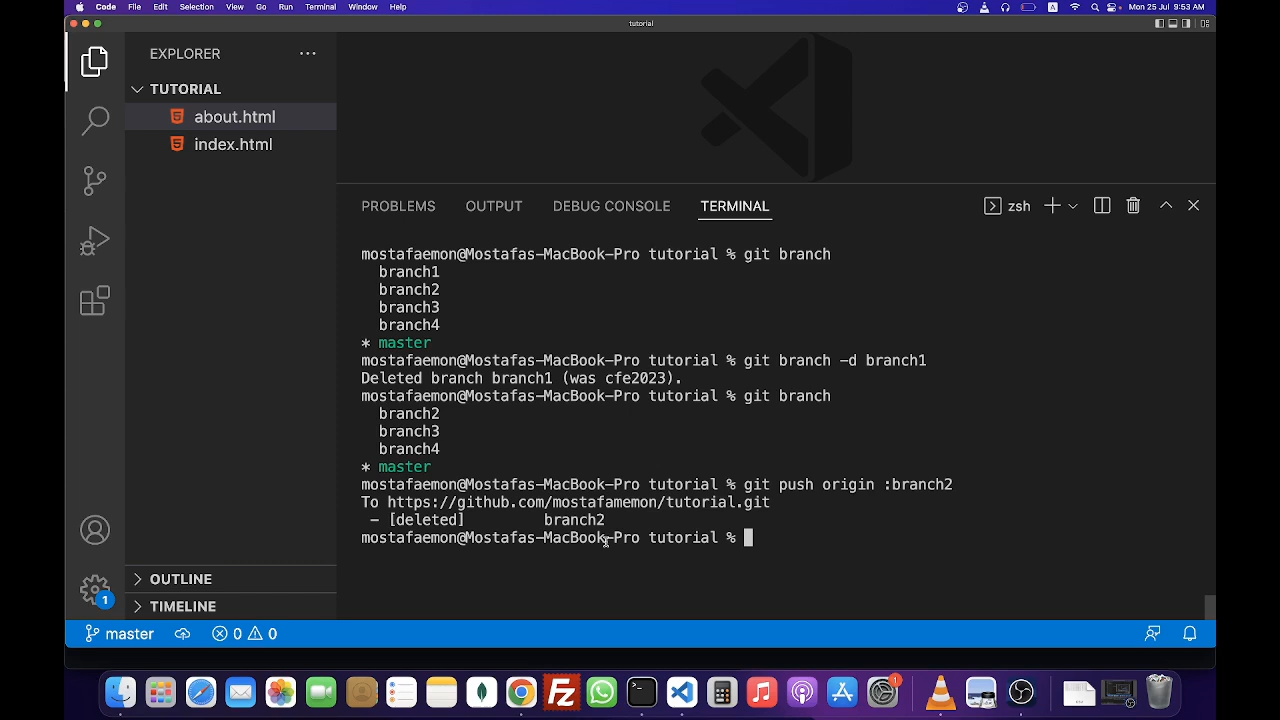 Code File Edit Selection View Go Run Terminal Window Help
A Mon 25 Jul 9:53 AM
tutorial
EXPLORER
TUTORIAL
about.html
index.html
PROBLEMS OUTPUT DEBUG CONSOLE TERMINAL
zsh
mostafaemon@Mostafas-MacBook-Pro tutorial % git branch
branch1
branch2
branch3
branch4
* master
mostafaemon@Mostafas-MacBook-Pro tutorial % git branch -d branch1
Deleted branch branch1 (was cfe2023).
mostafaemon@Mostafas-MacBook-Pro tutorial % git branch
branch2
branch3
branch4
* master
mostafaemon@Mostafas-MacBook-Pro tutorial % git push origin :branch2
To https://github.com/mostafamemon/tutorial.git
- [deleted] branch2
mostafaemon@Mostafas-MacBook-Pro tutorial %
1
OUTLINE
TIMELINE
master 0 0
Fz
1